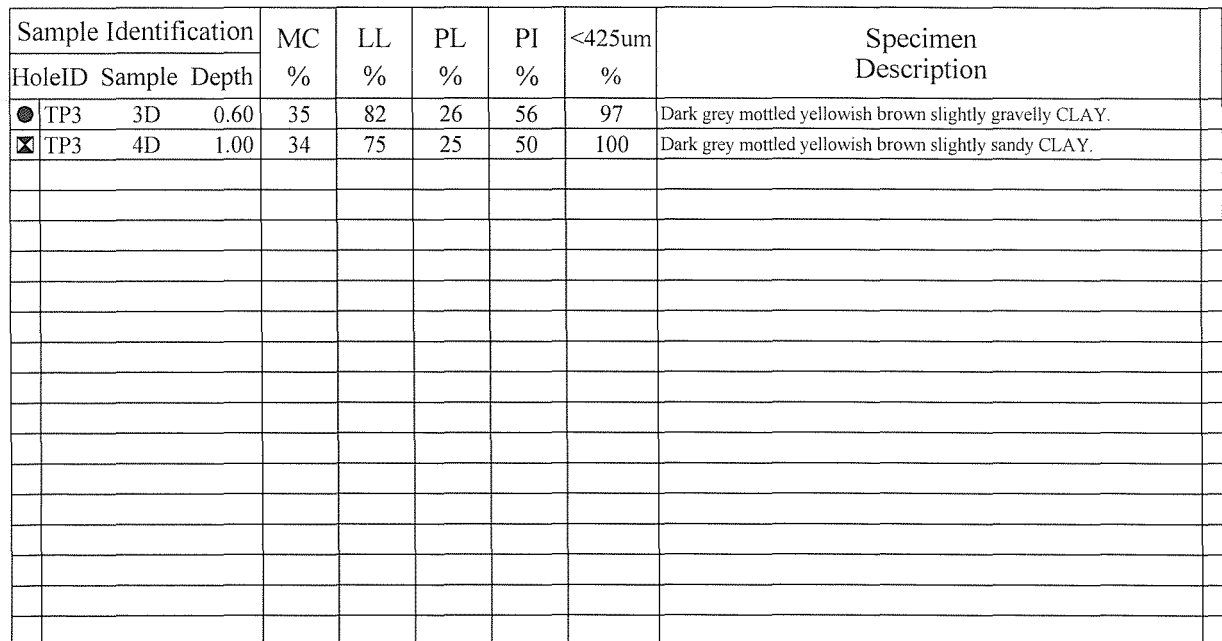 Sample Identification MC LL PL PI <425um Specimen
HoleID Sample Depth % % % % % Description
TP3 3D 0.60 35 82 26 56 97 Dark grey mottled yellowish brown slightly gravelly CLAY.
TP3 4D 1.00 34 75 25 50 100 Dark grey mottled yellowish brown slightly sandy CLAY.